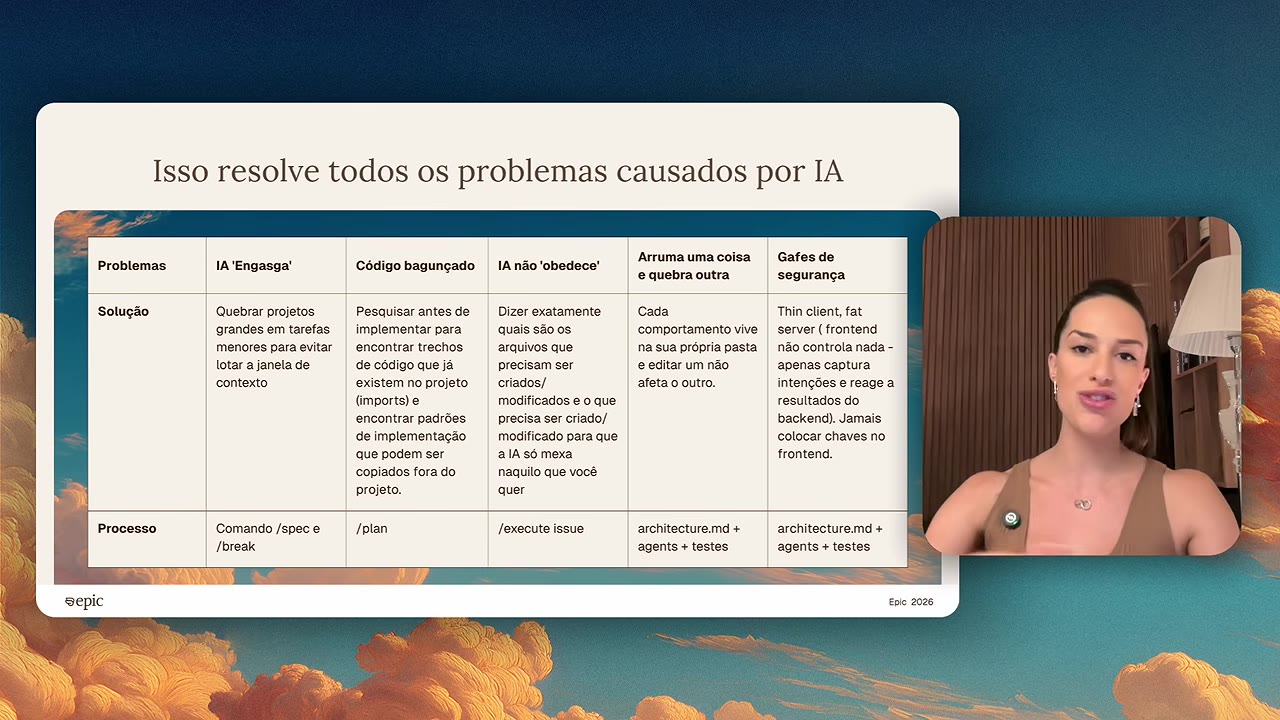 Isso resolve todos os problemas causados por IA
Problemas
IA 'Engasga'
Código bagunçado
IA não 'obedece'
Arruma uma coisa
e quebra outra
Gafes de
segurança
Solução
Quebrar projetos
grandes em tarefas
menores para evitar
lotar a janela de
contexto
Pesquisar antes de
implementar para
encontrar trechos
de código que já
existem no projeto
(imports) e
encontrar padrões
de implementação
que podem ser
copiados fora do
projeto.
Dizer exatamente
quais são os
arquivos que
precisam ser
criados/
modificados e o que
precisa ser criado/
modificado para que
a IA só mexa
naquilo que você
quer
Cada
comportamento vive
na sua própria pasta
e editar um não
afeta o outro.
Thin client, fat
server ( frontend
não controla nada -
apenas captura
intenções e reage a
resultados do
backend). Jamais
colocar chaves no
frontend.
Processo
Comando /spec e
/break
/plan
/execute issue
architecture.md +
agents + testes
architecture.md +
agents + testes
epic
Epic 2026